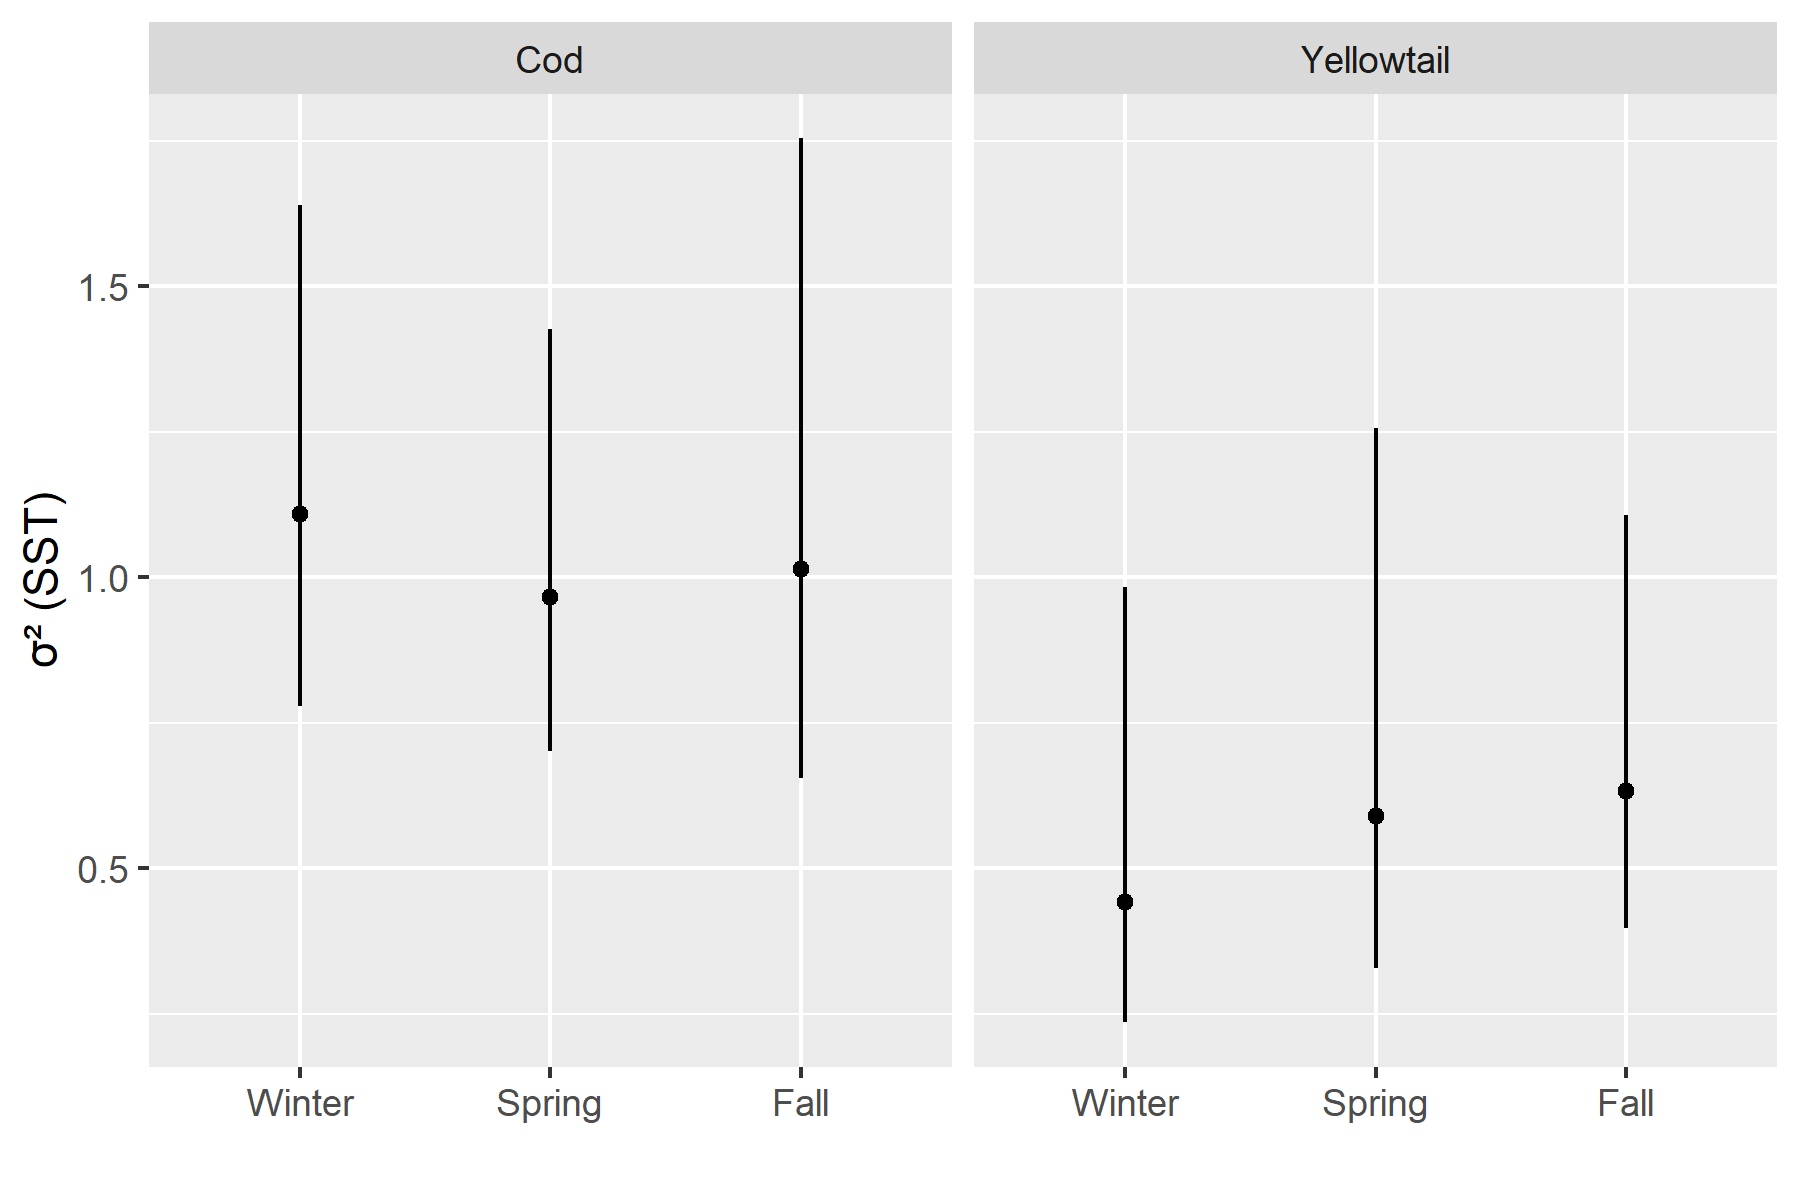 Cod
Yellowtail
σ² (SST)
1.5
1.0
0.5
Winter
Spring
Fall
Winter
Spring
Fall